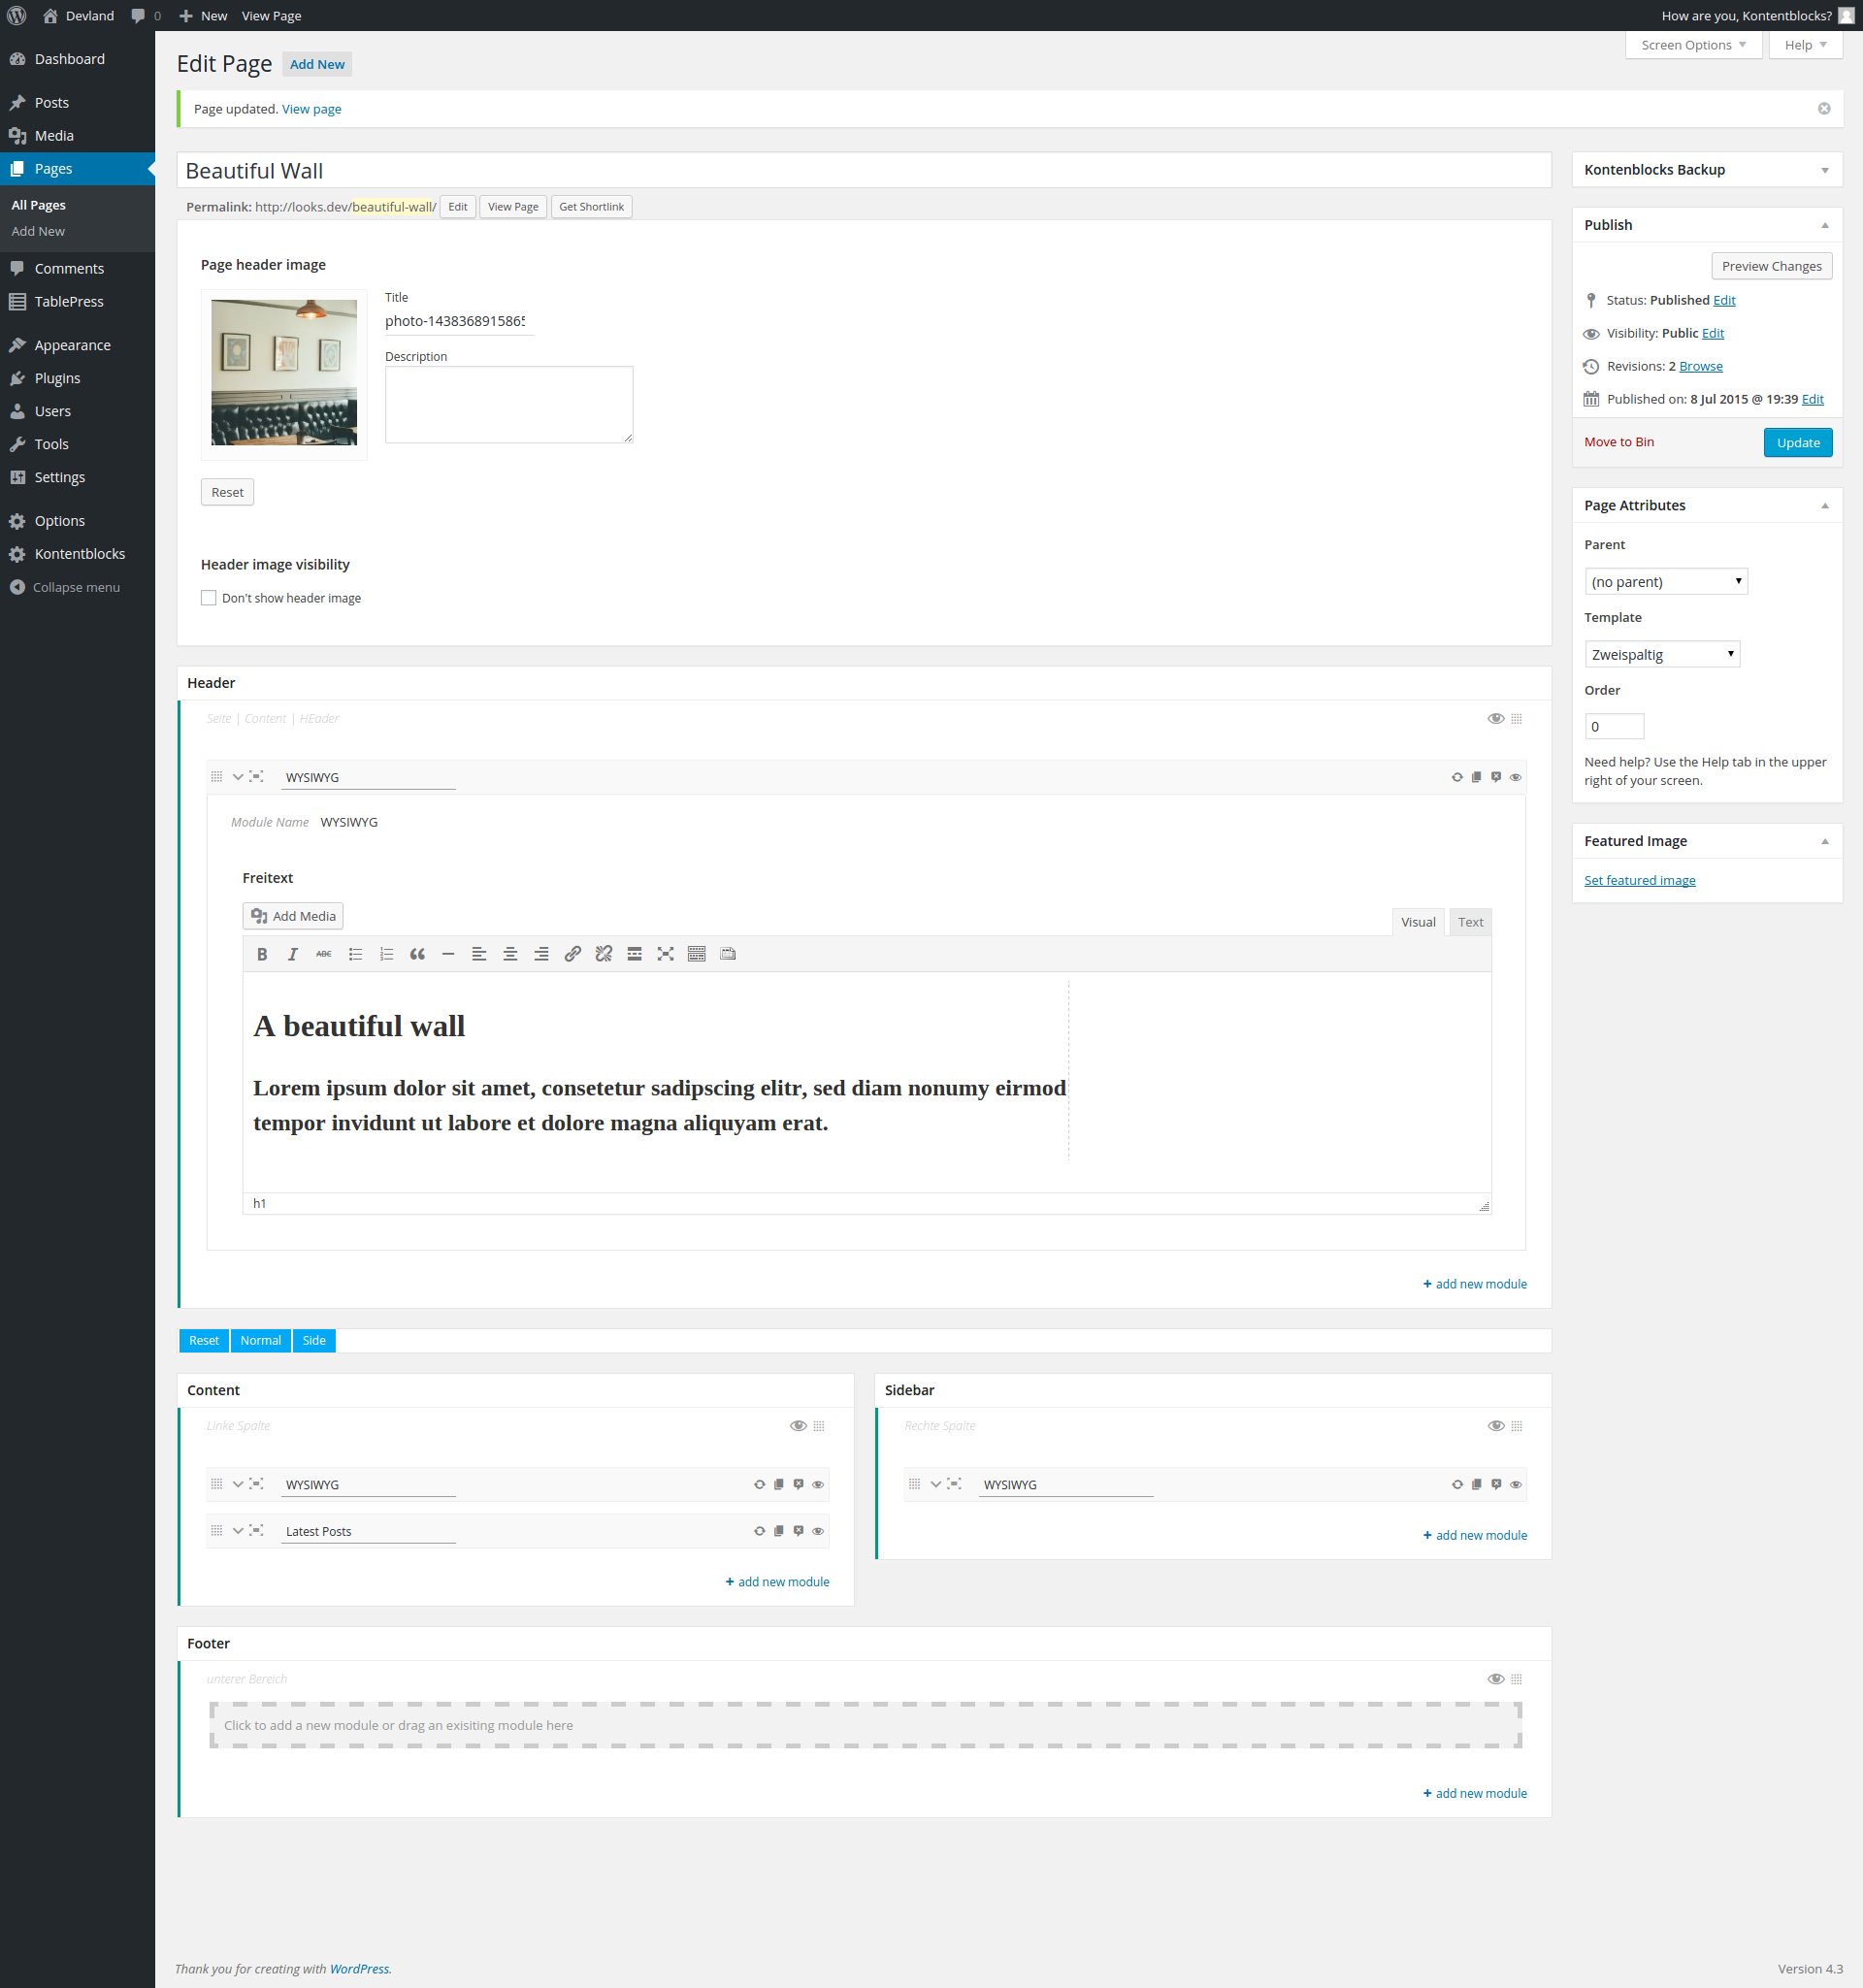 Devland 0 New View Page How are you, Kontentblocks?
Dashboard
Posts
Media
Pages
All Pages
Add New
Comments
TablePress
Appearance
Plugins
Users
Tools
Settings
Options
Kontentblocks
Collapse menu
Screen Options Help
Edit Page Add New
Page updated. View page
Beautiful Wall
Permalink: http://looks.dev/beautiful-wall/ Edit View Page Get Shortlink
Page header image
Title
photo-1438368915865
Description
Reset
Header image visibility
Don't show header image
Header
Seite | Content | HEader
WYSIWYG
Module Name WYSIWYG
Freitext
Add Media
Visual Text
B I ABC
A beautiful wall
Lorem ipsum dolor sit amet, consetetur sadipscing elitr, sed diam nonumy eirmod
tempor invidunt ut labore et dolore magna aliquyam erat.
h1
+ add new module
Reset Normal Side
Content
Linke Spalte
WYSIWYG
Latest Posts
+ add new module
Sidebar
Rechte Spalte
WYSIWYG
+ add new module
Footer
unterer Bereich
Click to add a new module or drag an exisiting module here
+ add new module
Kontenblocks Backup
Publish
Preview Changes
Status: Published Edit
Visibility: Public Edit
Revisions: 2 Browse
Published on: 8 Jul 2015 @ 19:39 Edit
Move to Bin Update
Page Attributes
Parent
(no parent)
Template
Zweispaltig
Order
0
Need help? Use the Help tab in the upper
right of your screen.
Featured Image
Set featured image
Thank you for creating with WordPress.
Version 4.3